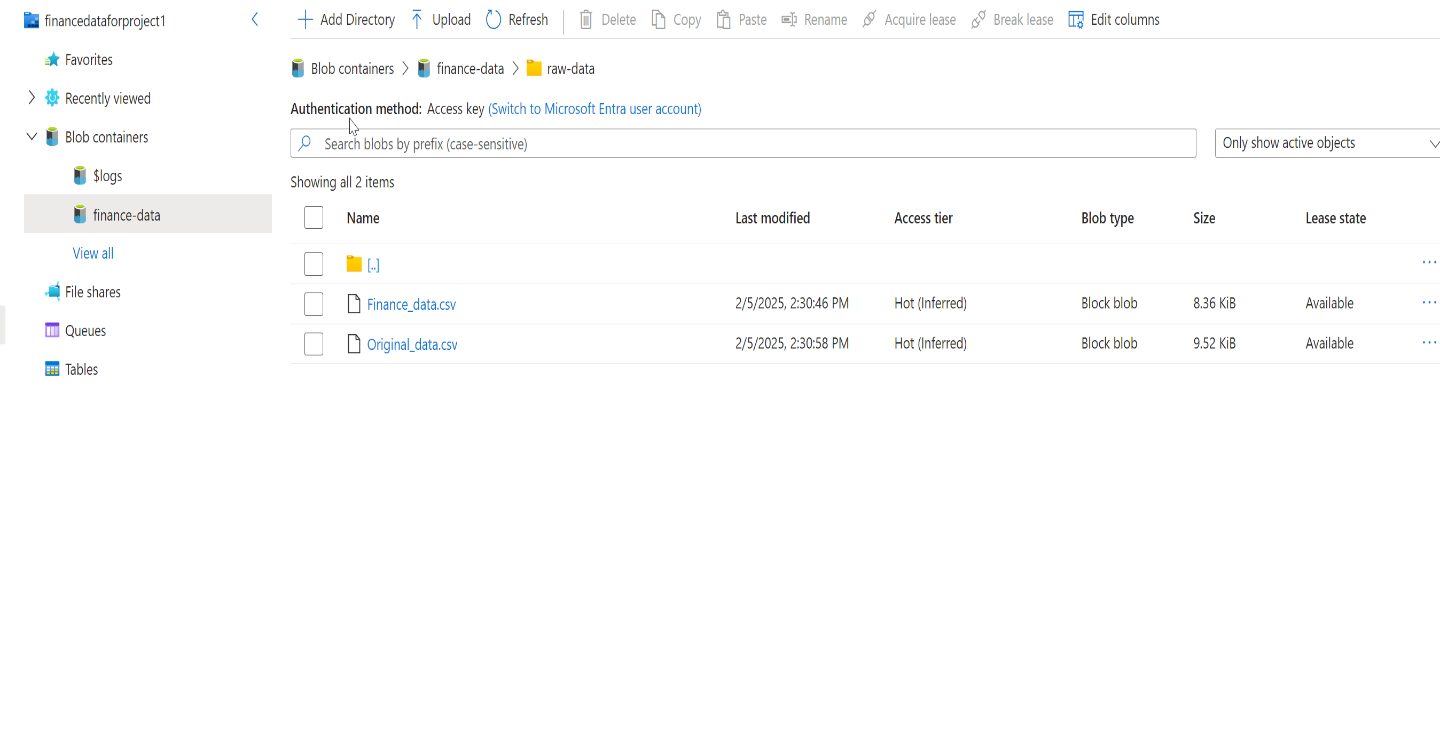 financedataforproject1
Add Directory Upload Refresh Delete Copy Paste Rename Acquire lease Break lease Edit columns
Favorites
Recently viewed
Blob containers
$logs
finance-data
View all
File shares
Queues
Tables
Blob containers > finance-data > raw-data
Authentication method: Access key (Switch to Microsoft Entra user account)
Search blobs by prefix (case-sensitive) Only show active objects
Showing all 2 items
Name Last modified Access tier Blob type Size Lease state
[..] ...
Finance_data.csv 2/5/2025, 2:30:46 PM Hot (Inferred) Block blob 8.36 KiB Available ...
Original_data.csv 2/5/2025, 2:30:58 PM Hot (Inferred) Block blob 9.52 KiB Available ...